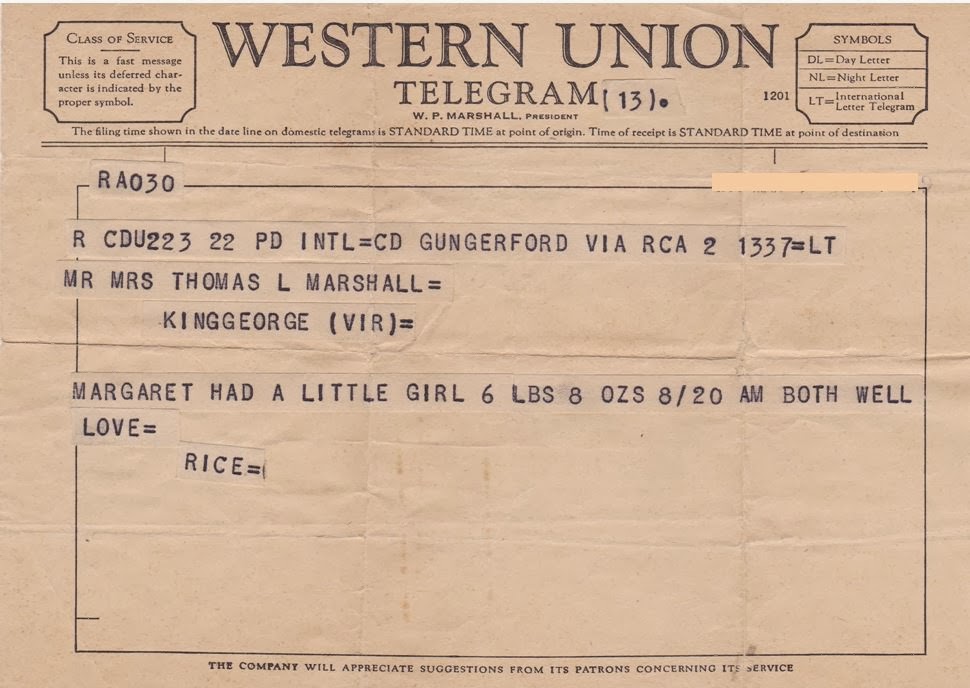 CLASS OF SERVICE
This is a fast message
unless its deferred char-
acter is indicated by the
proper symbol.
WESTERN UNION
TELEGRAM (13).
W. P. MARSHALL, PRESIDENT
1201
SYMBOLS
DL=Day Letter
NL=Night Letter
LT=International Letter Telegram
The filing time shown in the date line on domestic telegrams is STANDARD TIME at point of origin. Time of receipt is STANDARD TIME at point of destination
RA030
R CDU223 22 PD INTL=CD GUNGERFORD VIA RCA 2 1337=LT
MR MRS THOMAS L MARSHALL=
KINGGEORGE (VIR)=
MARGARET HAD A LITTLE GIRL 6 LBS 8 OZS 8/20 AM BOTH WELL
LOVE=
RICE=
THE COMPANY WILL APPRECIATE SUGGESTIONS FROM ITS PATRONS CONCERNING ITS SERVICE